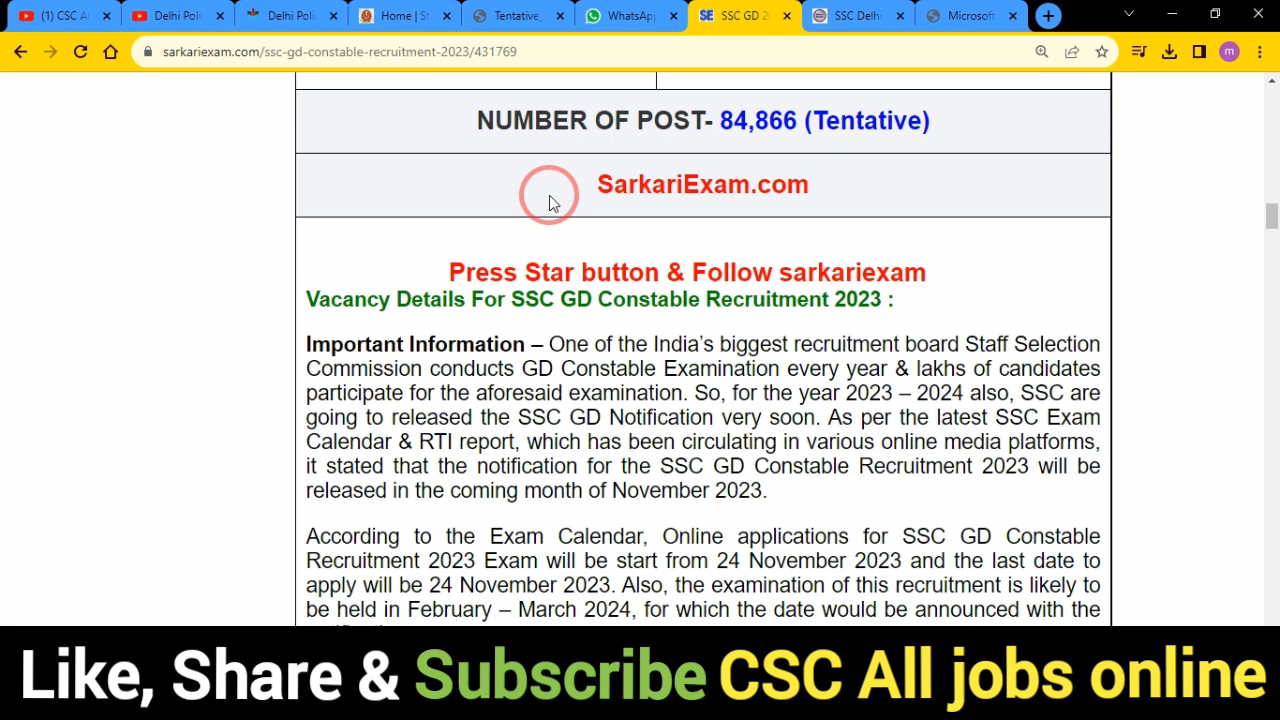 (1) CSC Al
Delhi Poli
Delhi Poli
Home | St
Tentative_
WhatsApp
SSC GD 2
SSC Delhi
Microsoft
sarkariexam.com/ssc-gd-constable-recruitment-2023/431769
m
NUMBER OF POST- 84,866 (Tentative)
SarkariExam.com
Press Star button & Follow sarkariexam
Vacancy Details For SSC GD Constable Recruitment 2023 :
Important Information – One of the India's biggest recruitment board Staff Selection
Commission conducts GD Constable Examination every year & lakhs of candidates
participate for the aforesaid examination. So, for the year 2023 – 2024 also, SSC are
going to released the SSC GD Notification very soon. As per the latest SSC Exam
Calendar & RTI report, which has been circulating in various online media platforms,
it stated that the notification for the SSC GD Constable Recruitment 2023 will be
released in the coming month of November 2023.
According to the Exam Calendar, Online applications for SSC GD Constable
Recruitment 2023 Exam will be start from 24 November 2023 and the last date to
apply will be 24 November 2023. Also, the examination of this recruitment is likely to
be held in February – March 2024, for which the date would be announced with the
Like, Share & Subscribe CSC All jobs online